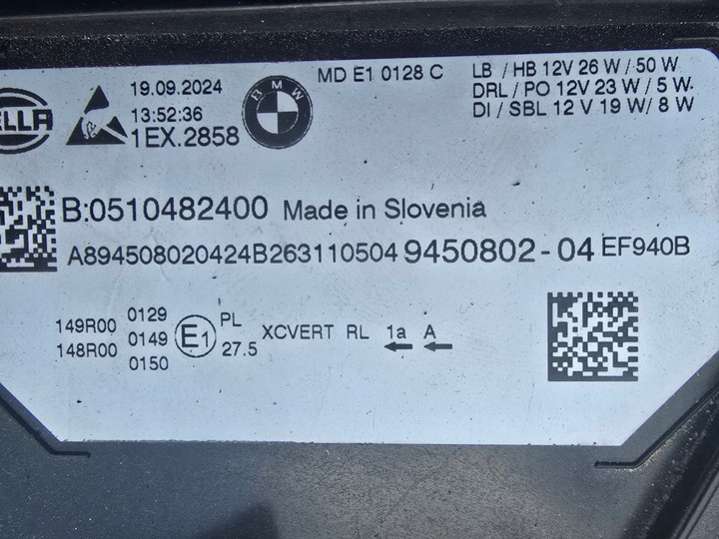 19.09.2024
13:52:36
1EX.2858
BMW
MD E1 0128 C
LB / HB 12V 26 W / 50 W
DRL / PO 12V 23 W / 5 W
DI / SBL 12 V 19 W/ 8 W
ELLA
B:0510482400 Made in Slovenia
A894508020424B263110504 9450802-04 EF940B
149R00 0129
148R00 0149
0150
E1
PL
27.5
XCVERT RL 1a A